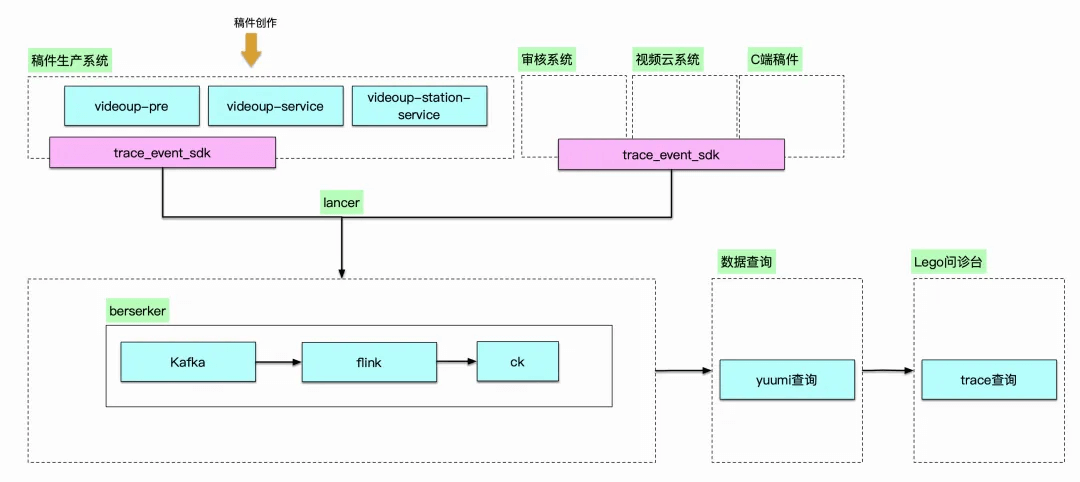 稿件创作
稿件生产系统
审核系统
视频云系统
C端稿件
videoup-pre
videoup-service
videoup-station-
service
trace_event_sdk
trace_event_sdk
lancer
数据查询
Lego问诊台
berserker
Kafka
flink
ck
yuumi查询
trace查询